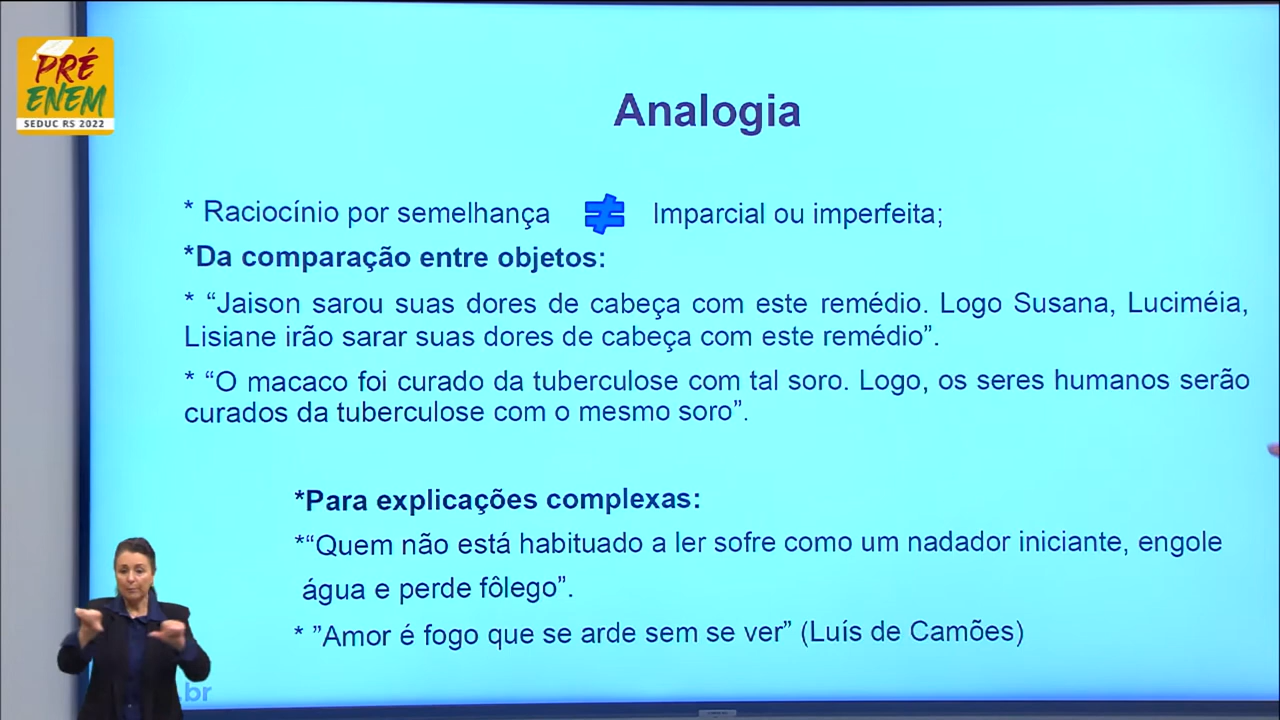 PRÉ
ENEM
SEDUC RS 2022
Analogia
* Raciocínio por semelhança ≠ Imparcial ou imperfeita;
*Da comparação entre objetos:
* “Jaison sarou suas dores de cabeça com este remédio. Logo Susana, Luciméia,
Lisiane irão sarar suas dores de cabeça com este remédio”.
* “O macaco foi curado da tuberculose com tal soro. Logo, os seres humanos serão
curados da tuberculose com o mesmo soro”.
*Para explicações complexas:
*“Quem não está habituado a ler sofre como um nadador iniciante, engole
água e perde fôlego”.
* ”Amor é fogo que se arde sem se ver” (Luís de Camões)
.br